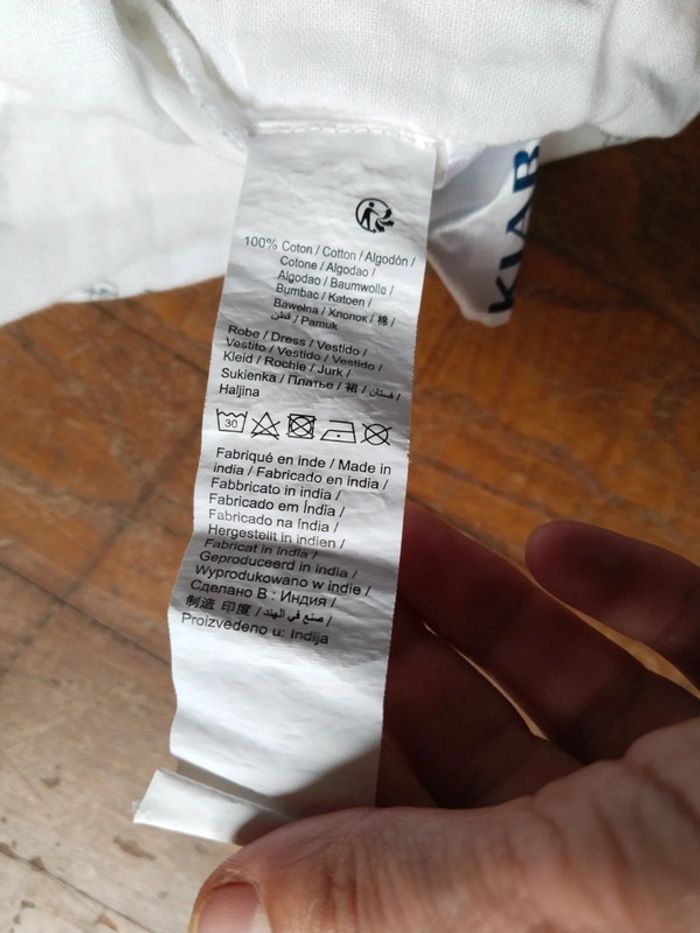 KIAB
100% Coton / Cotton / Algodón /
Cotone / Algodao /
Algodao / Baumwolle /
Bumbac / Katoen /
Bawełna / Хлопок / 棉 /
قطن / Pamuk
Robe / Dress / Vestido /
Vestito / Vestido / Vestido /
Kleid / Rochie / Jurk /
Sukienka / Платье / 裙 / فستان /
Haljina
30
Fabriqué en inde / Made in
india / Fabricado en india /
Fabbricato in india /
Fabricado em Índia /
Fabricado na Índia /
Hergestellt in indien /
Fabricat in India /
Geproduceerd in india /
Wyprodukowano w indie /
Сделано В : Индия /
制造 印度 / صنع في الهند /
Proizvedeno u: Indija